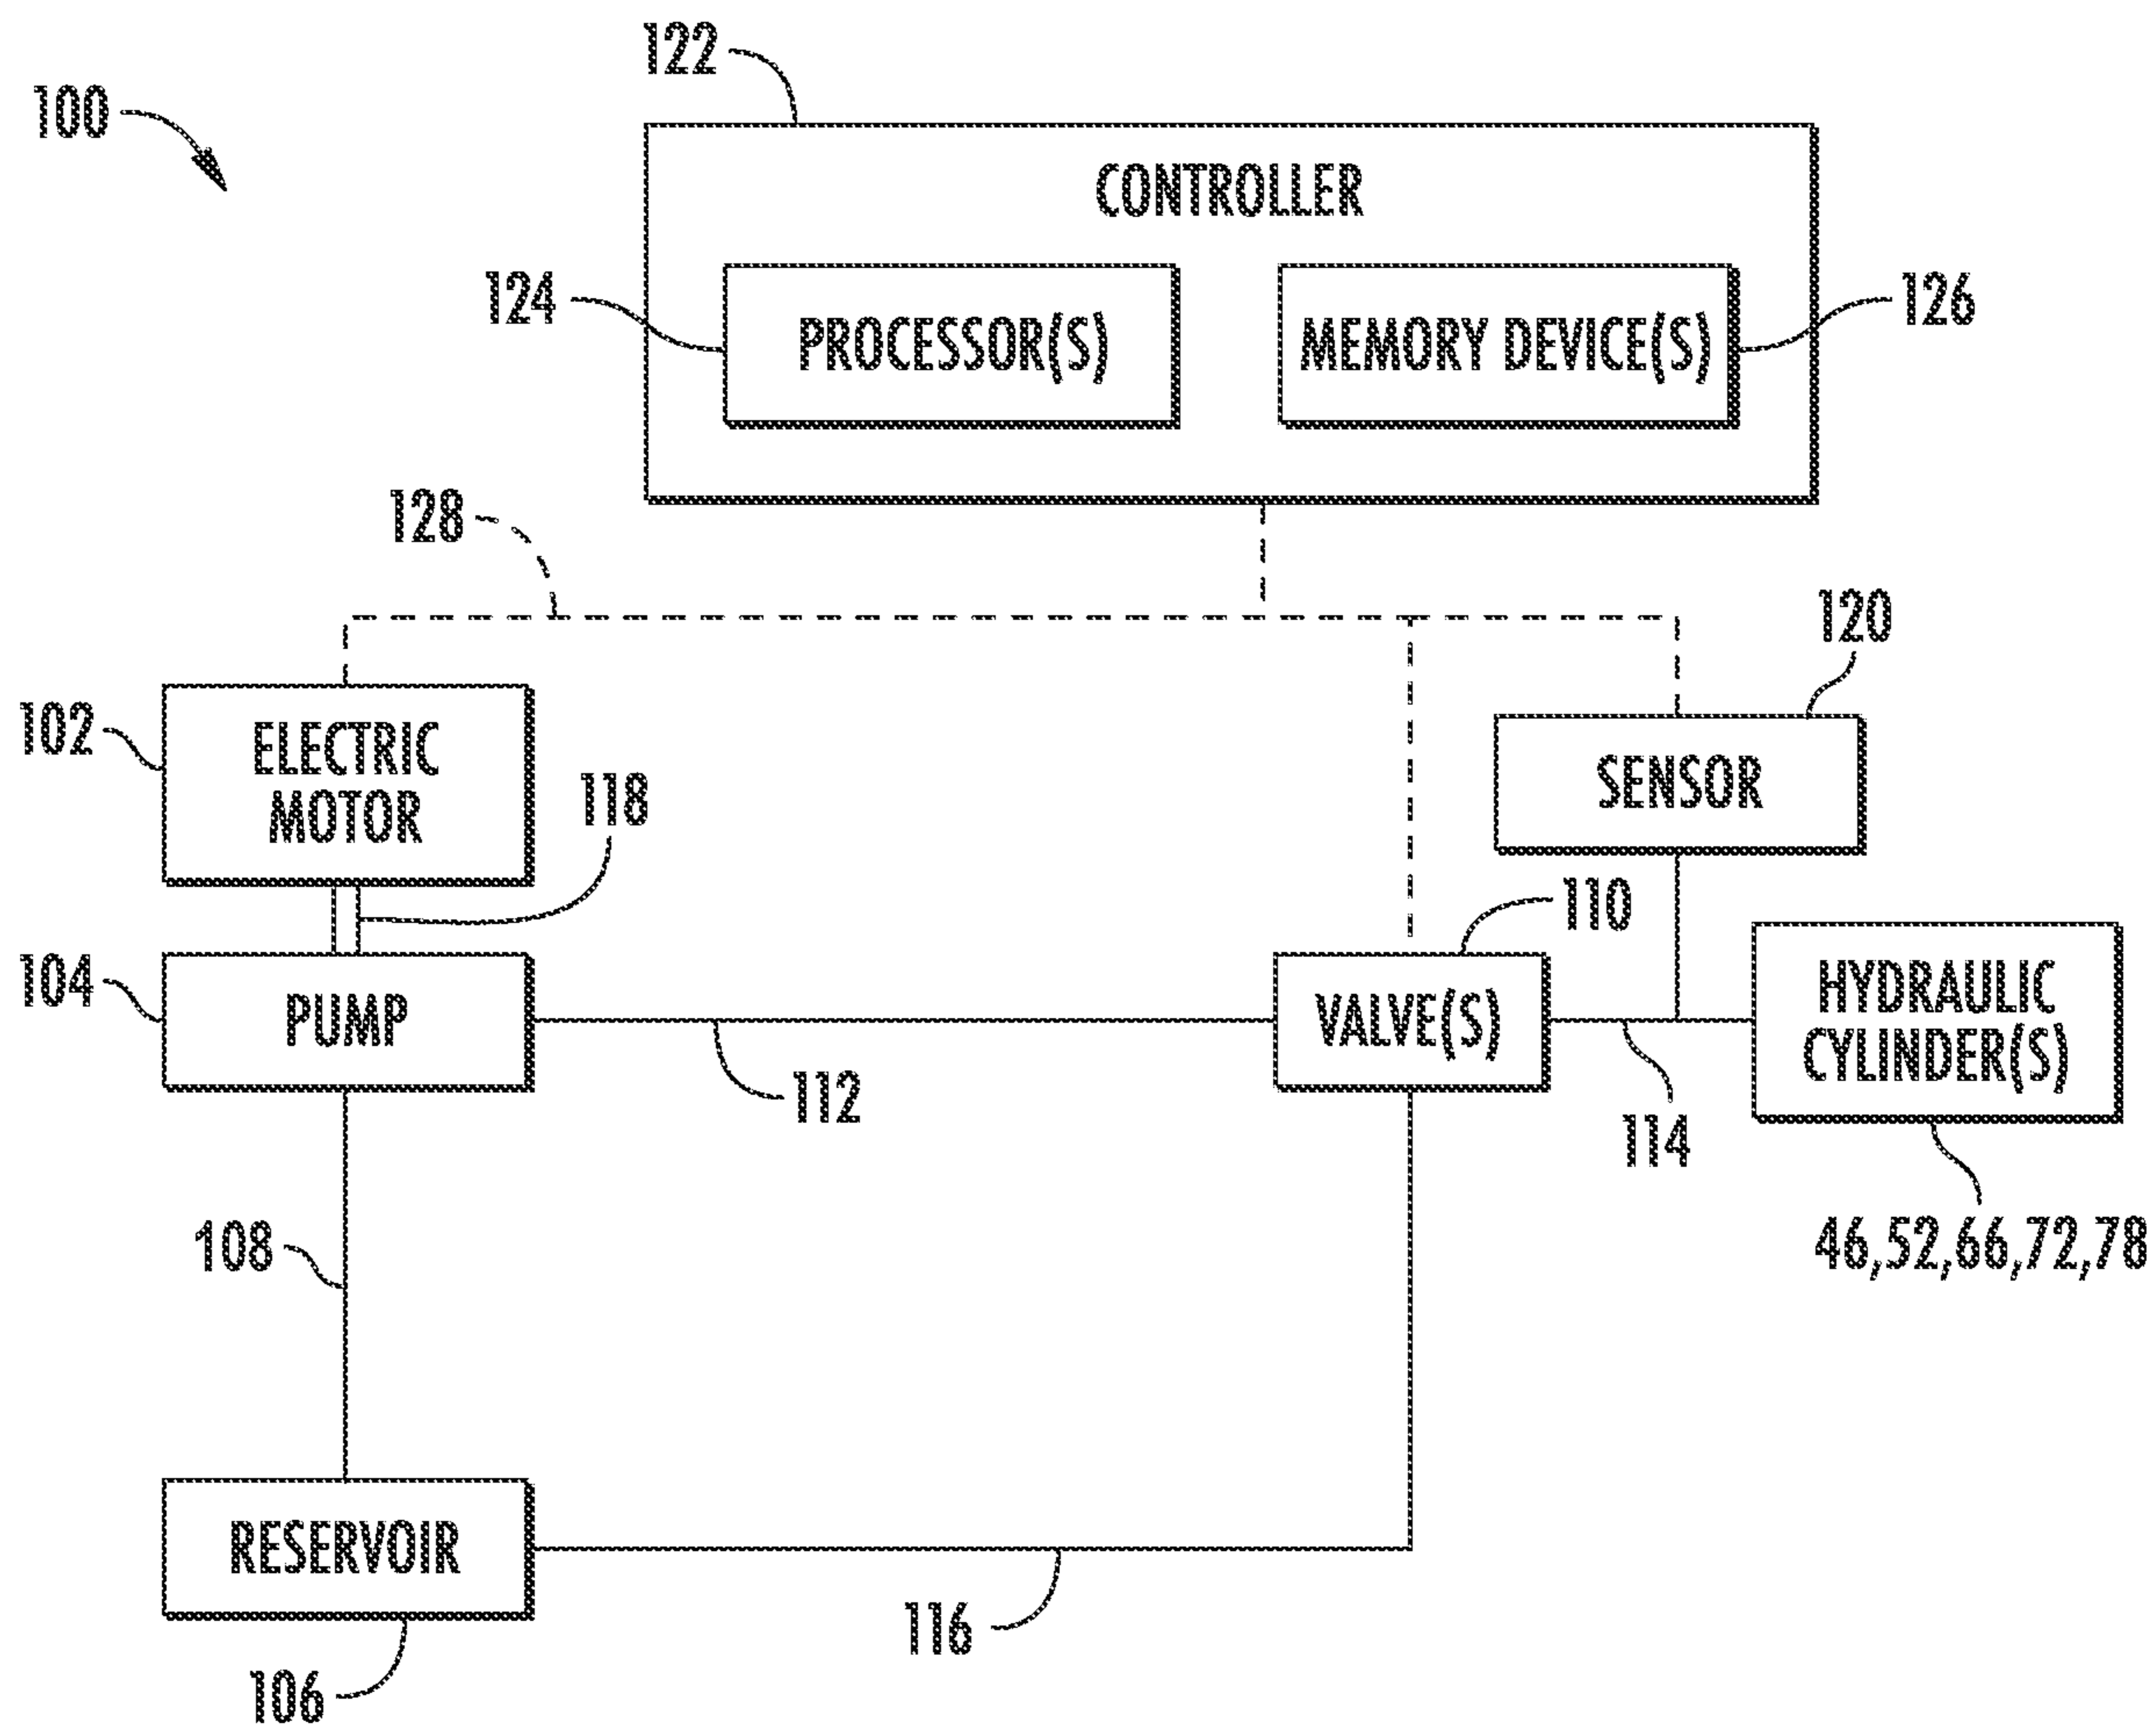 122
100
CONTROLLER
124
PROCESSOR(S)
MEMORY DEVICE(S)
126
128
120
102
ELECTRIC
MOTOR
118
SENSOR
110
104
PUMP
VALVE(S)
HYDRAULIC
CYLINDER(S)
112
114
108
46,52,66,72,78
RESERVOIR
116
106